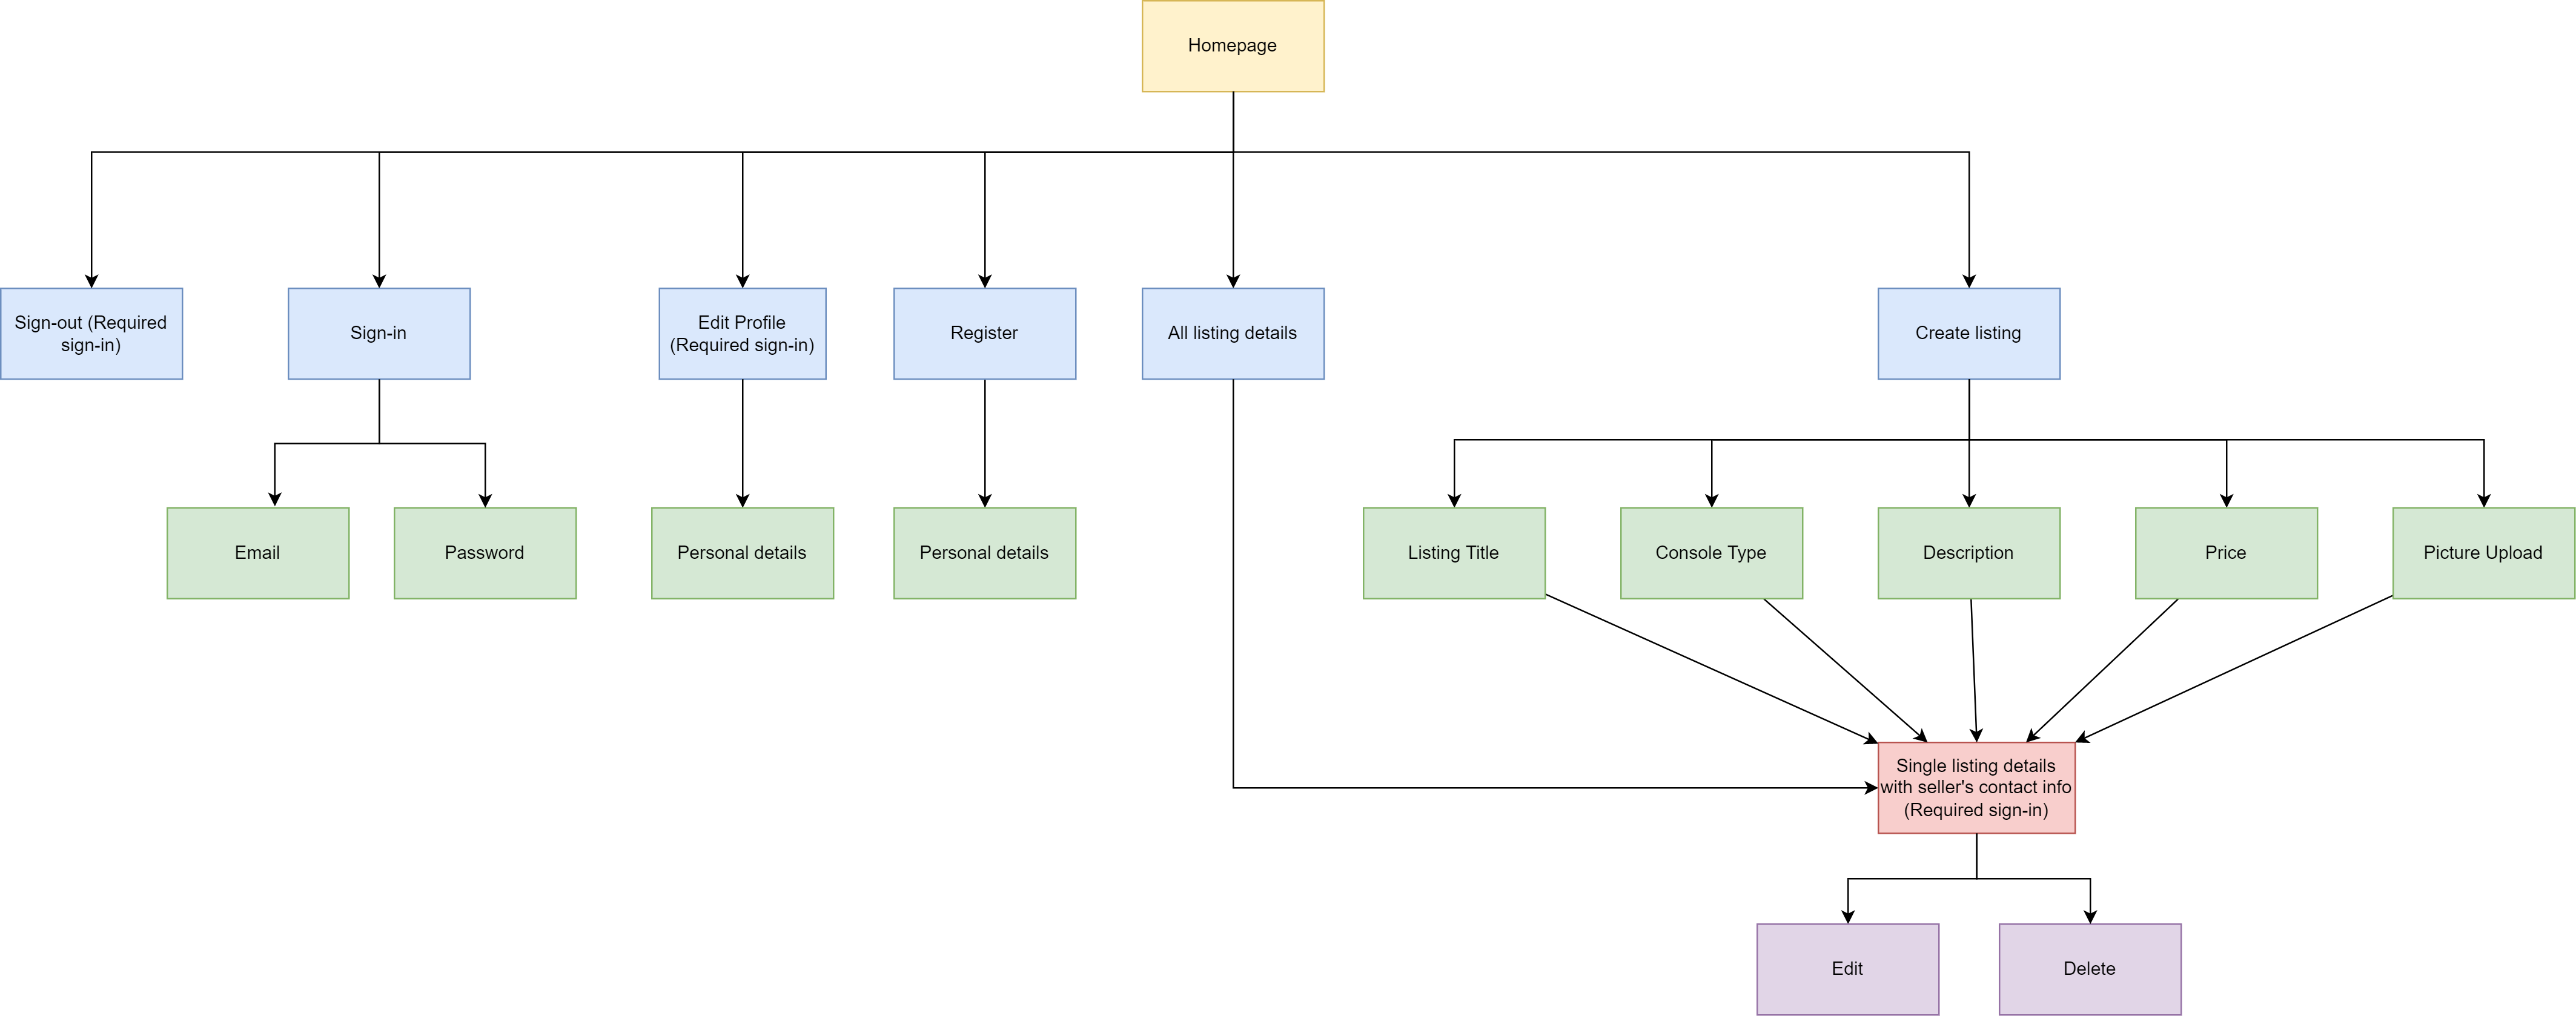 Homepage
Sign-out (Required
sign-in)
Sign-in
Edit Profile
(Required sign-in)
Register
All listing details
Create listing
Email
Password
Personal details
Personal details
Listing Title
Console Type
Description
Price
Picture Upload
Single listing details
with seller's contact info
(Required sign-in)
Edit
Delete